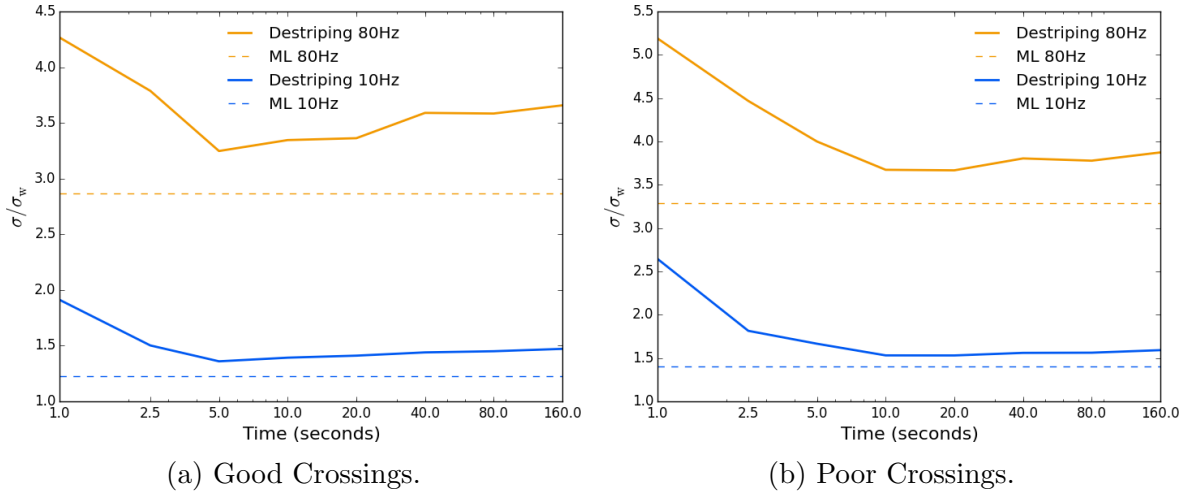 4.5
4.0
3.5
3.0
2.5
2.0
1.5
1.0
σ/σw
Destriping 80Hz
ML 80Hz
Destriping 10Hz
ML 10Hz
1.0 2.5 5.0 10.0 20.0 40.0 80.0 160.0
Time (seconds)
(a) Good Crossings.
5.5
5.0
4.5
4.0
3.5
3.0
2.5
2.0
1.5
1.0
σ/σw
Destriping 80Hz
ML 80Hz
Destriping 10Hz
ML 10Hz
1.0 2.5 5.0 10.0 20.0 40.0 80.0 160.0
Time (seconds)
(b) Poor Crossings.